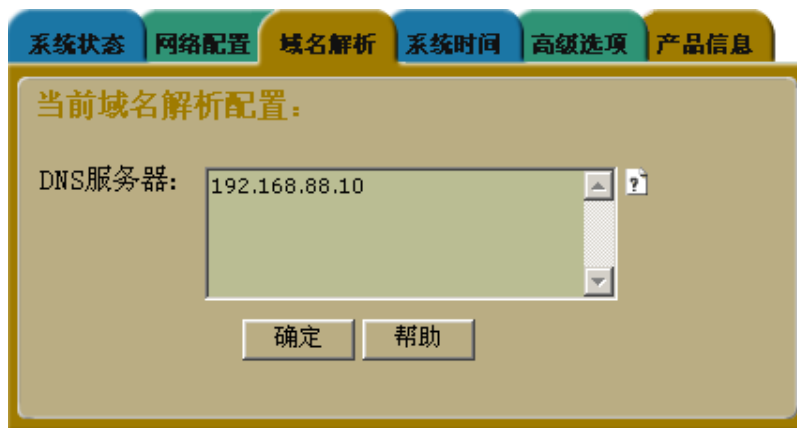 系统状态 网络配置 域名解析 系统时间 高级选项 产品信息
当前域名解析配置：
DNS服务器： 192.168.88.10
?
确定 帮助